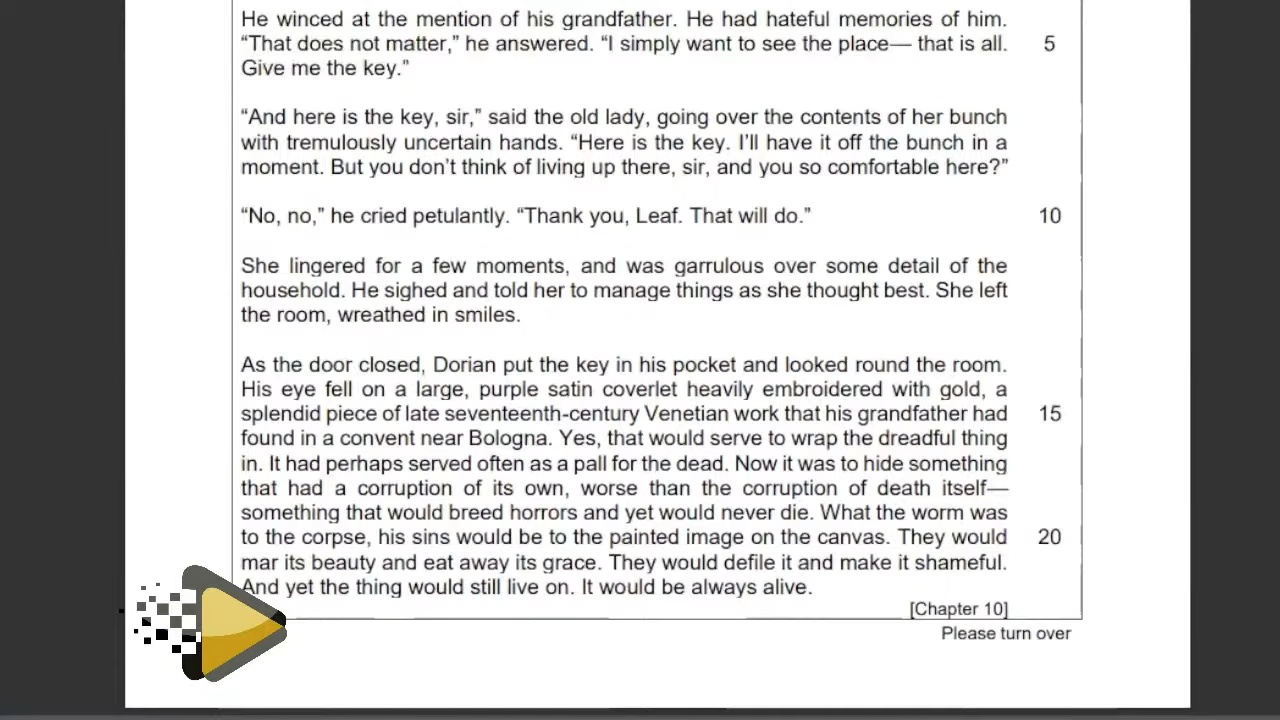 He winced at the mention of his grandfather. He had hateful memories of him.
“That does not matter,” he answered. “I simply want to see the place— that is all. 5
Give me the key.”
“And here is the key, sir,” said the old lady, going over the contents of her bunch
with tremulously uncertain hands. “Here is the key. I’ll have it off the bunch in a
moment. But you don’t think of living up there, sir, and you so comfortable here?”
“No, no,” he cried petulantly. “Thank you, Leaf. That will do.” 10
She lingered for a few moments, and was garrulous over some detail of the
household. He sighed and told her to manage things as she thought best. She left
the room, wreathed in smiles.
As the door closed, Dorian put the key in his pocket and looked round the room.
His eye fell on a large, purple satin coverlet heavily embroidered with gold, a
splendid piece of late seventeenth-century Venetian work that his grandfather had 15
found in a convent near Bologna. Yes, that would serve to wrap the dreadful thing
in. It had perhaps served often as a pall for the dead. Now it was to hide something
that had a corruption of its own, worse than the corruption of death itself—
something that would breed horrors and yet would never die. What the worm was
to the corpse, his sins would be to the painted image on the canvas. They would 20
mar its beauty and eat away its grace. They would defile it and make it shameful.
And yet the thing would still live on. It would be always alive.
[Chapter 10]
Please turn over